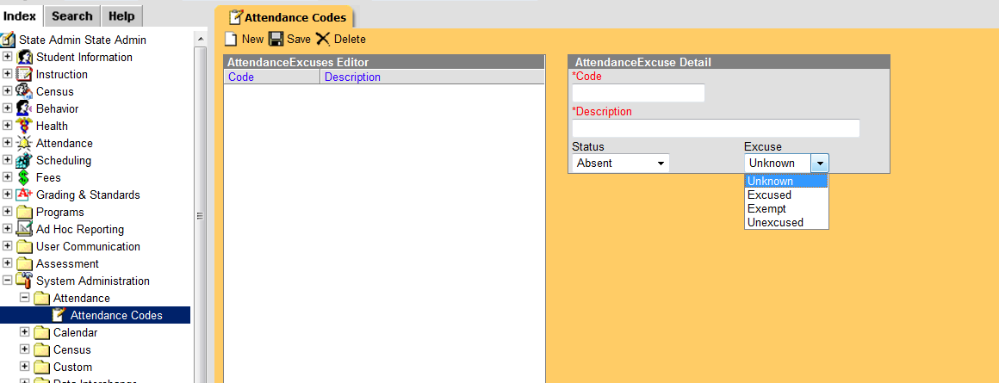 Index Search Help
State Admin State Admin
Student Information
Instruction
Census
Behavior
Health
Attendance
Scheduling
Fees
Grading & Standards
Programs
Ad Hoc Reporting
User Communication
Assessment
System Administration
Attendance
Attendance Codes
Calendar
Census
Custom
Data Interchange
Attendance Codes
New Save Delete
AttendanceExcuses Editor
Code Description
AttendanceExcuse Detail
*Code
*Description
Status Excuse
Absent Unknown
Unknown
Excused
Exempt
Unexcused